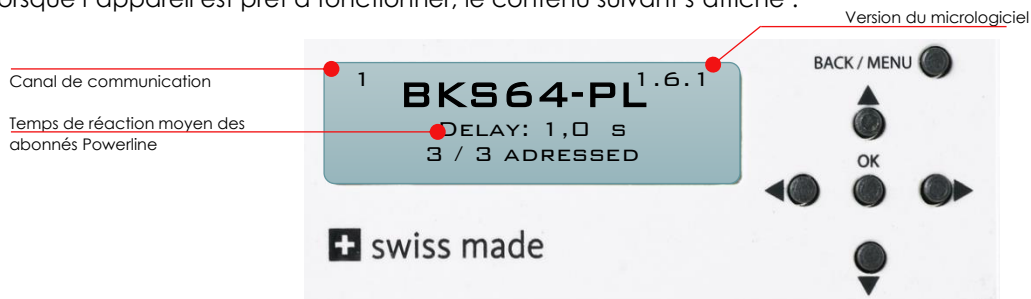 orsque l'appareil est prêt à fonctionner, le contenu suivant s'affiche :
Version du micrologiciel
Canal de communication
Temps de réaction moyen des
abonnés Powerline
1
BKS64-PL
1.6.1
DELAY: 1,0 s
3 / 3 ADRESSED
BACK / MENU
OK
swiss made